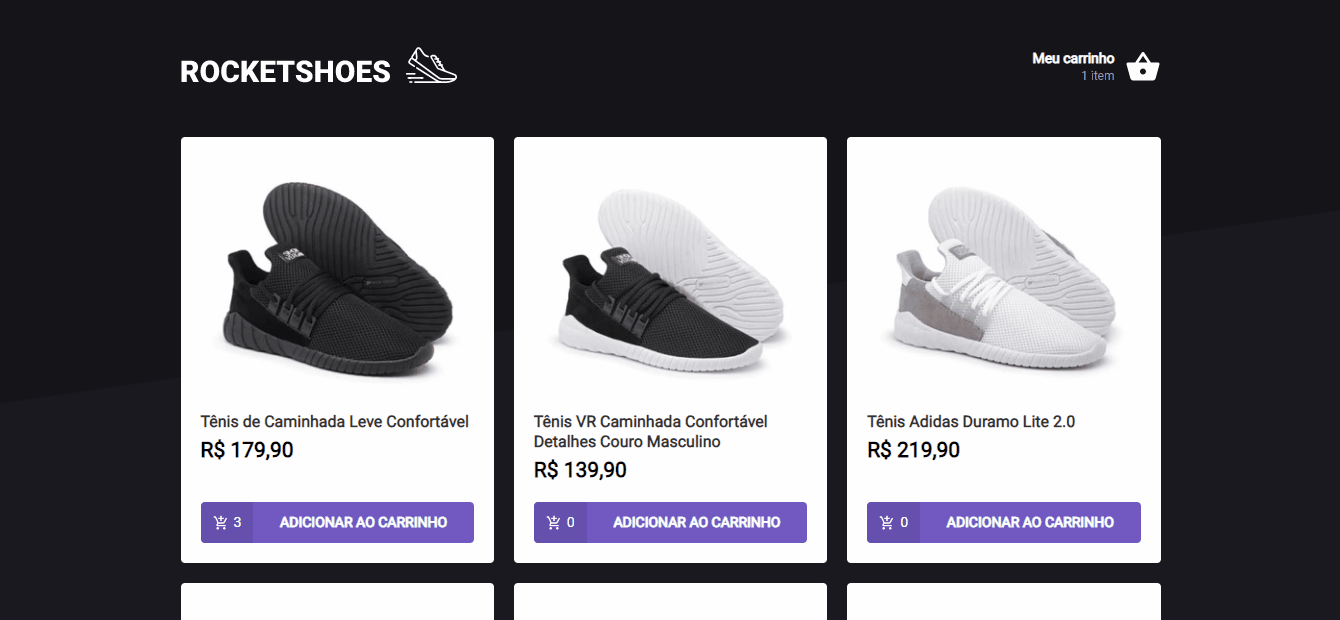 ROCKETSHOES
Meu carrinho
1 item
Tênis de Caminhada Leve Confortável
R$ 179,90
3 ADICIONAR AO CARRINHO
Tênis VR Caminhada Confortável
Detalhes Couro Masculino
R$ 139,90
0 ADICIONAR AO CARRINHO
Tênis Adidas Duramo Lite 2.0
R$ 219,90
0 ADICIONAR AO CARRINHO